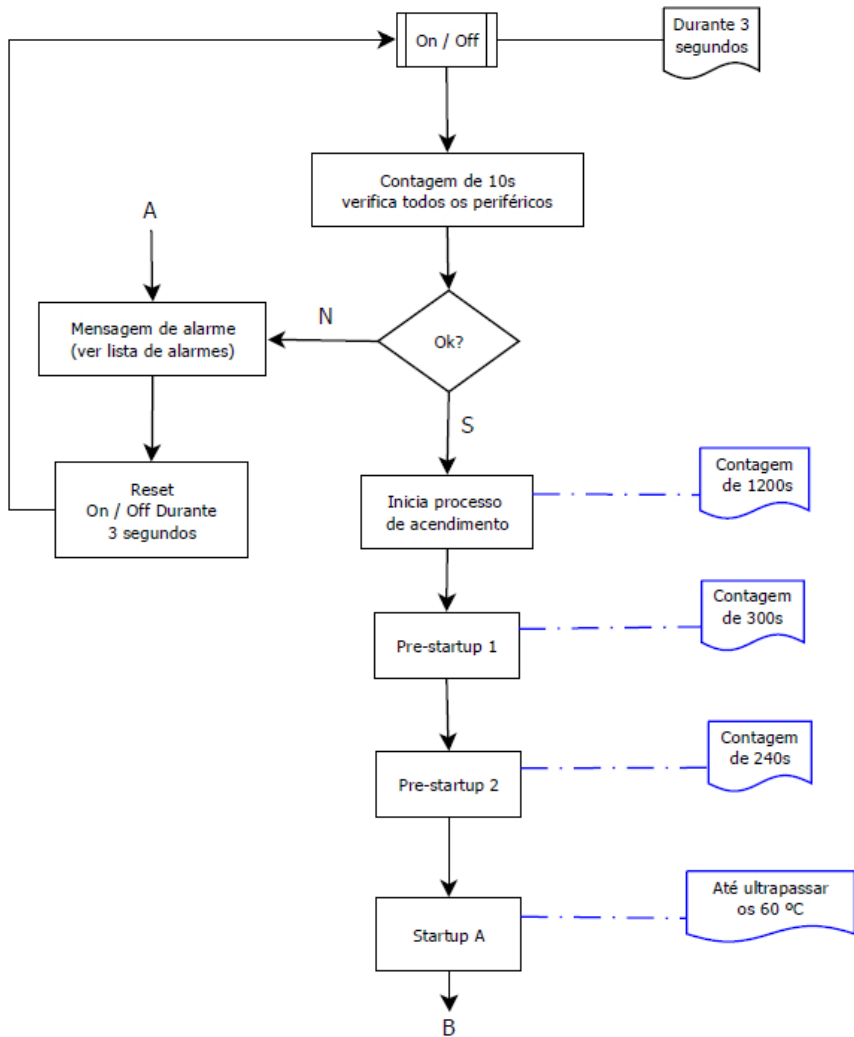 On / Off
Durante 3
segundos
Contagem de 10s
verifica todos os periféricos
A
Mensagem de alarme
(ver lista de alarmes)
N
Ok?
S
Reset
On / Off Durante
3 segundos
Inicia processo
de acendimento
Contagem
de 1200s
Pre-startup 1
Contagem
de 300s
Pre-startup 2
Contagem
de 240s
Startup A
Até ultrapassar
os 60 ºC
B